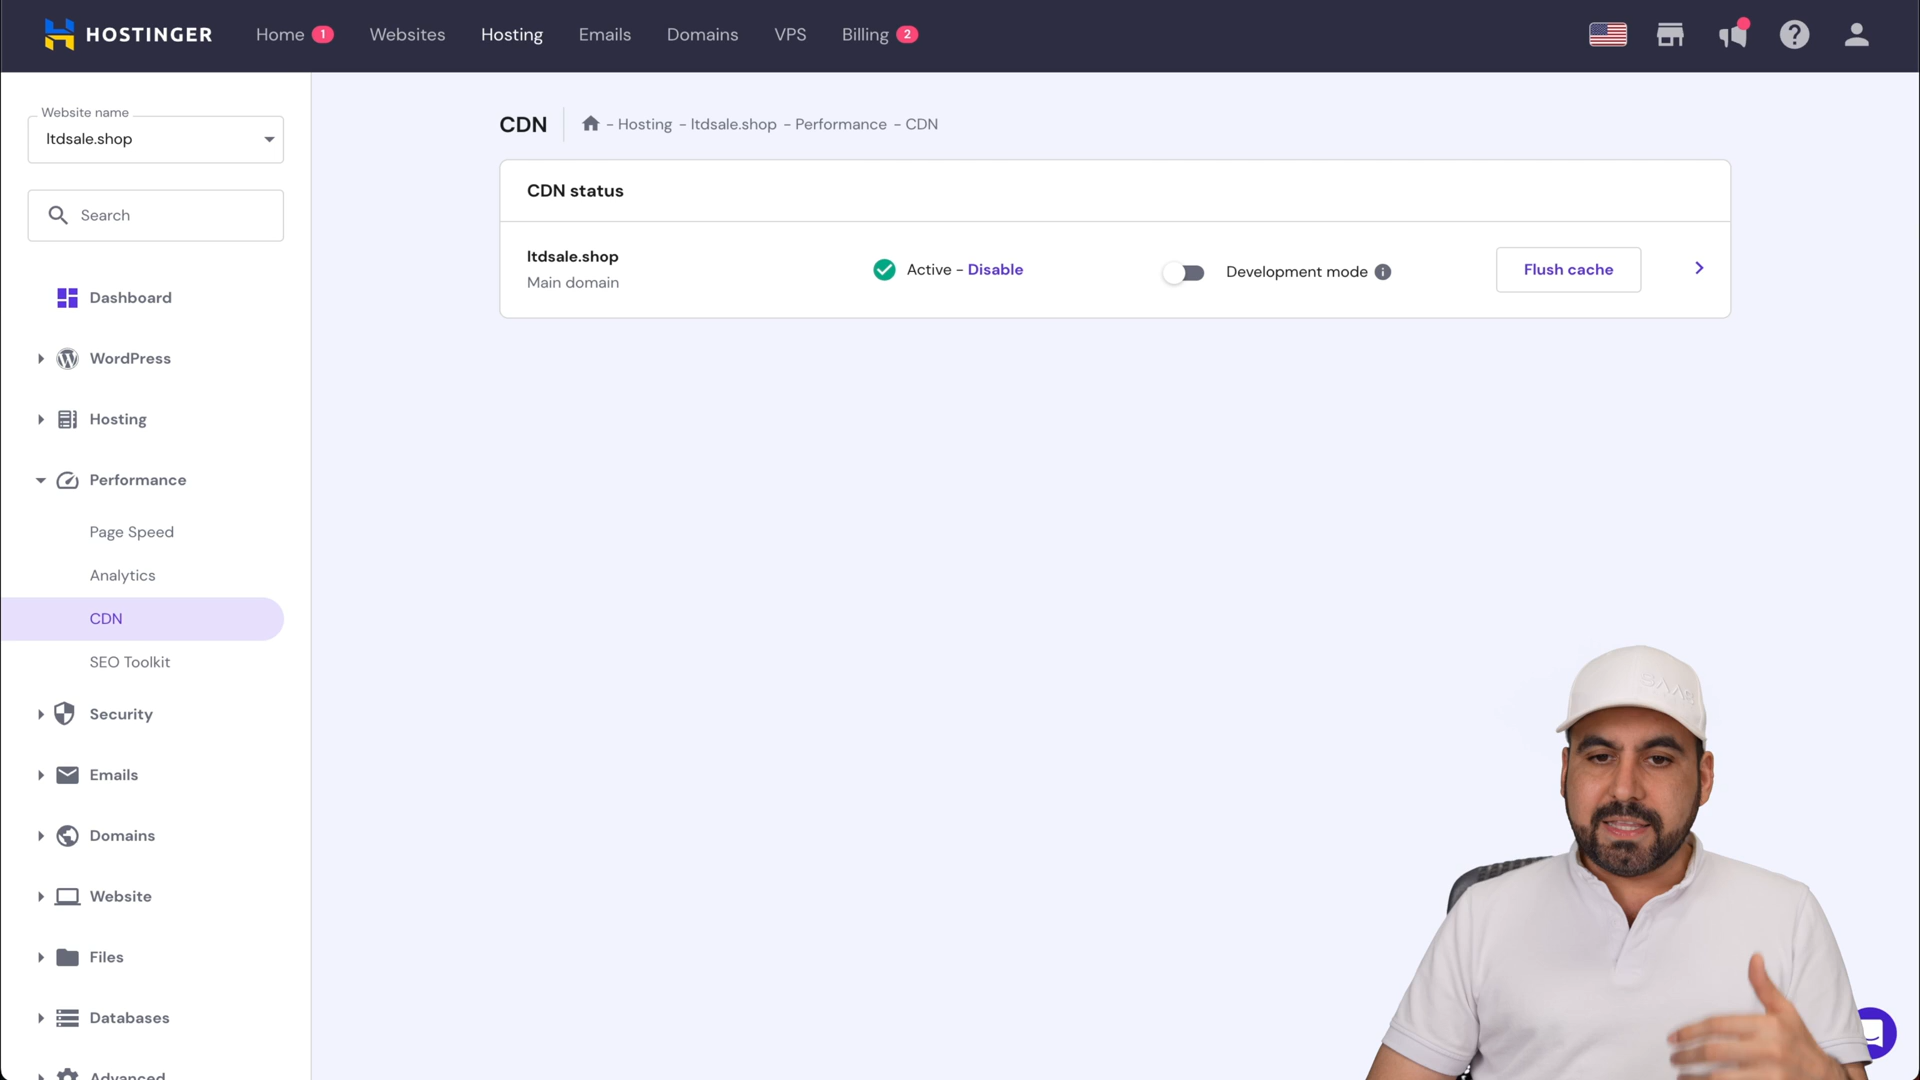 HOSTINGER Home 1 Websites Hosting Emails Domains VPS Billing 2
Website name
ltdsale.shop
Search
Dashboard
WordPress
Hosting
Performance
Page Speed
Analytics
CDN
SEO Toolkit
Security
Emails
Domains
Website
Files
Databases
Advanced
CDN - Hosting - ltdsale.shop - Performance - CDN
CDN status
ltdsale.shop
Main domain
Active - Disable
Development mode
Flush cache
SAAS